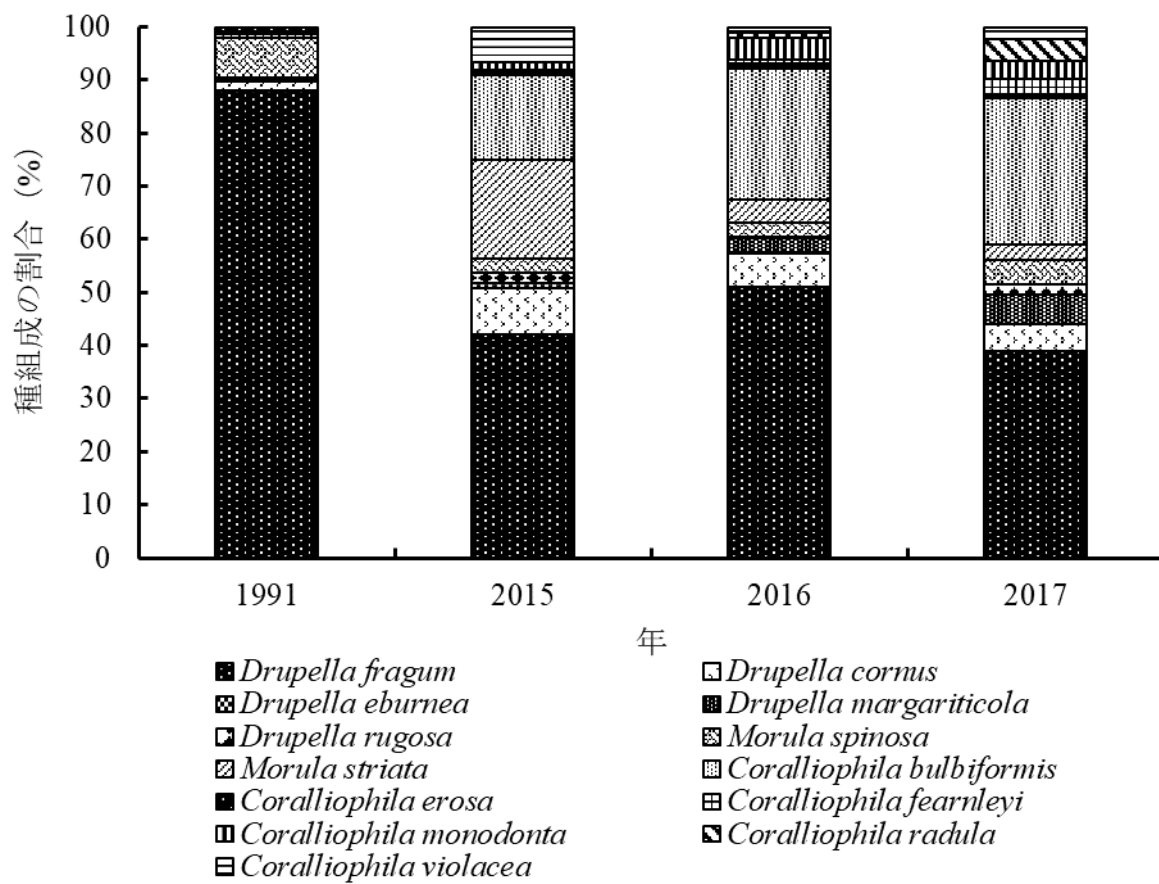 種組成の割合 (%)
100
90
80
70
60
50
40
30
20
10
0
1991 2015 2016 2017
年
Drupella fragum Drupella cornus
Drupella eburnea Drupella margariticola
Drupella rugosa Morula spinosa
Morula striata Coralliophila bulbiformis
Coralliophila erosa Coralliophila fearnleyi
Coralliophila monodonta Coralliophila radula
Coralliophila violacea